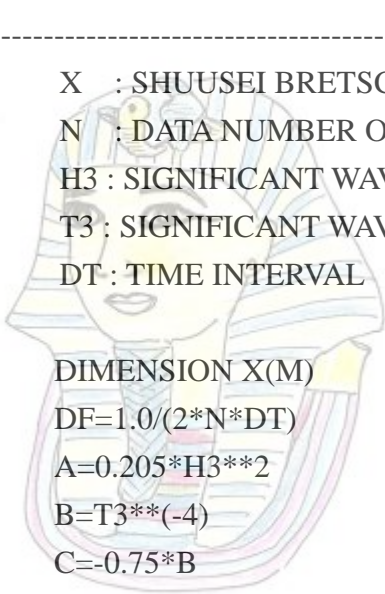 ------------------------------------
X : SHUUSEI BRETSC
N : DATA NUMBER O
H3 : SIGNIFICANT WAV
T3 : SIGNIFICANT WAV
DT : TIME INTERVAL
DIMENSION X(M)
DF=1.0/(2*N*DT)
A=0.205*H3**2
B=T3**(-4)
C=-0.75*B